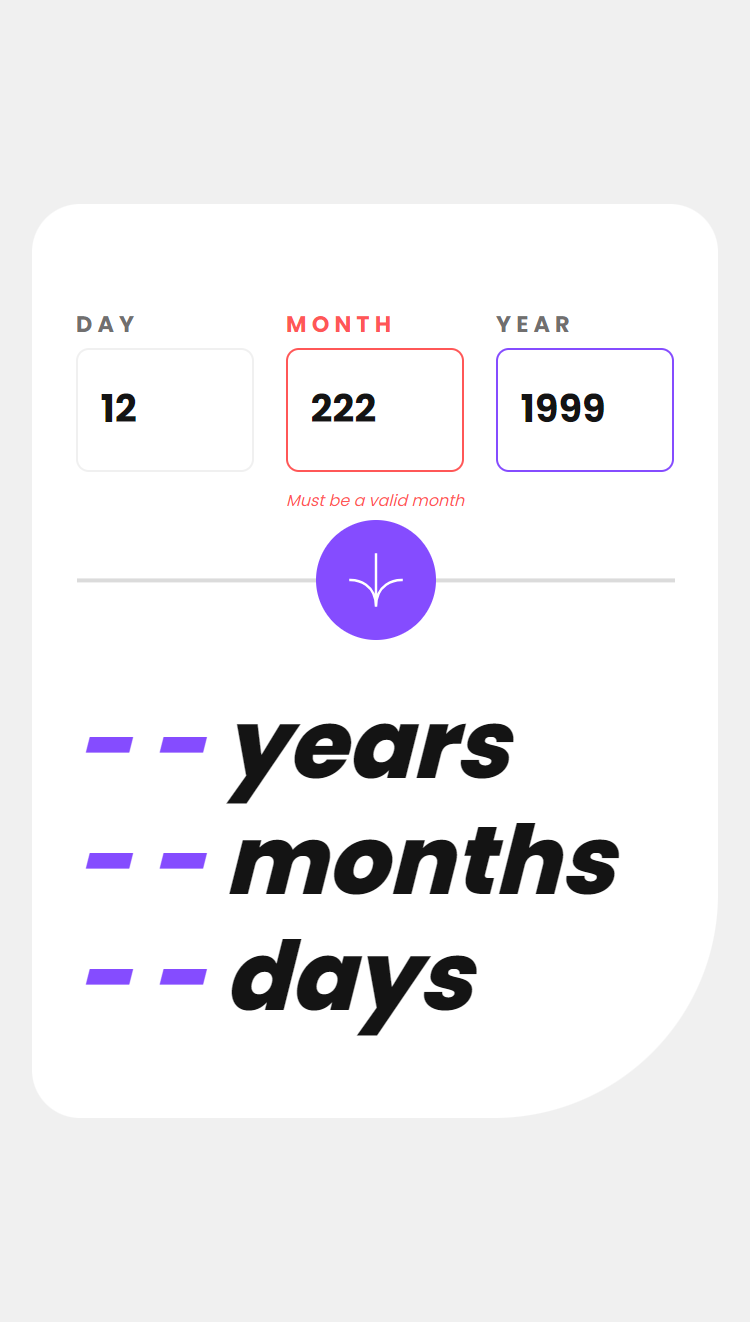 DAY MONTH YEAR
12 222 1999
Must be a valid month
- - years
- - months
- - days